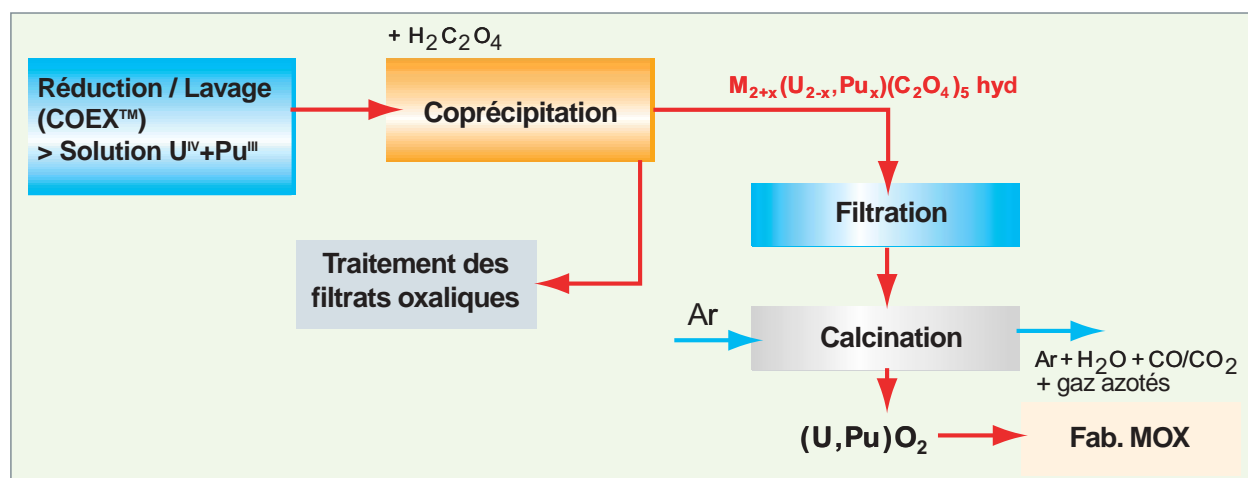 + H₂C₂O₄
Réduction / Lavage
(COEX™)
> Solution Uᴵⱽ+Puᴵᴵᴵ
Coprécipitation
M₂₊ₓ(U₂₋ₓ,Puₓ)(C₂O₄)₅ hyd
Filtration
Traitement des
filtrats oxaliques
Ar
Calcination
Ar + H₂O + CO/CO₂
+ gaz azotés
(U,Pu)O₂
Fab. MOX